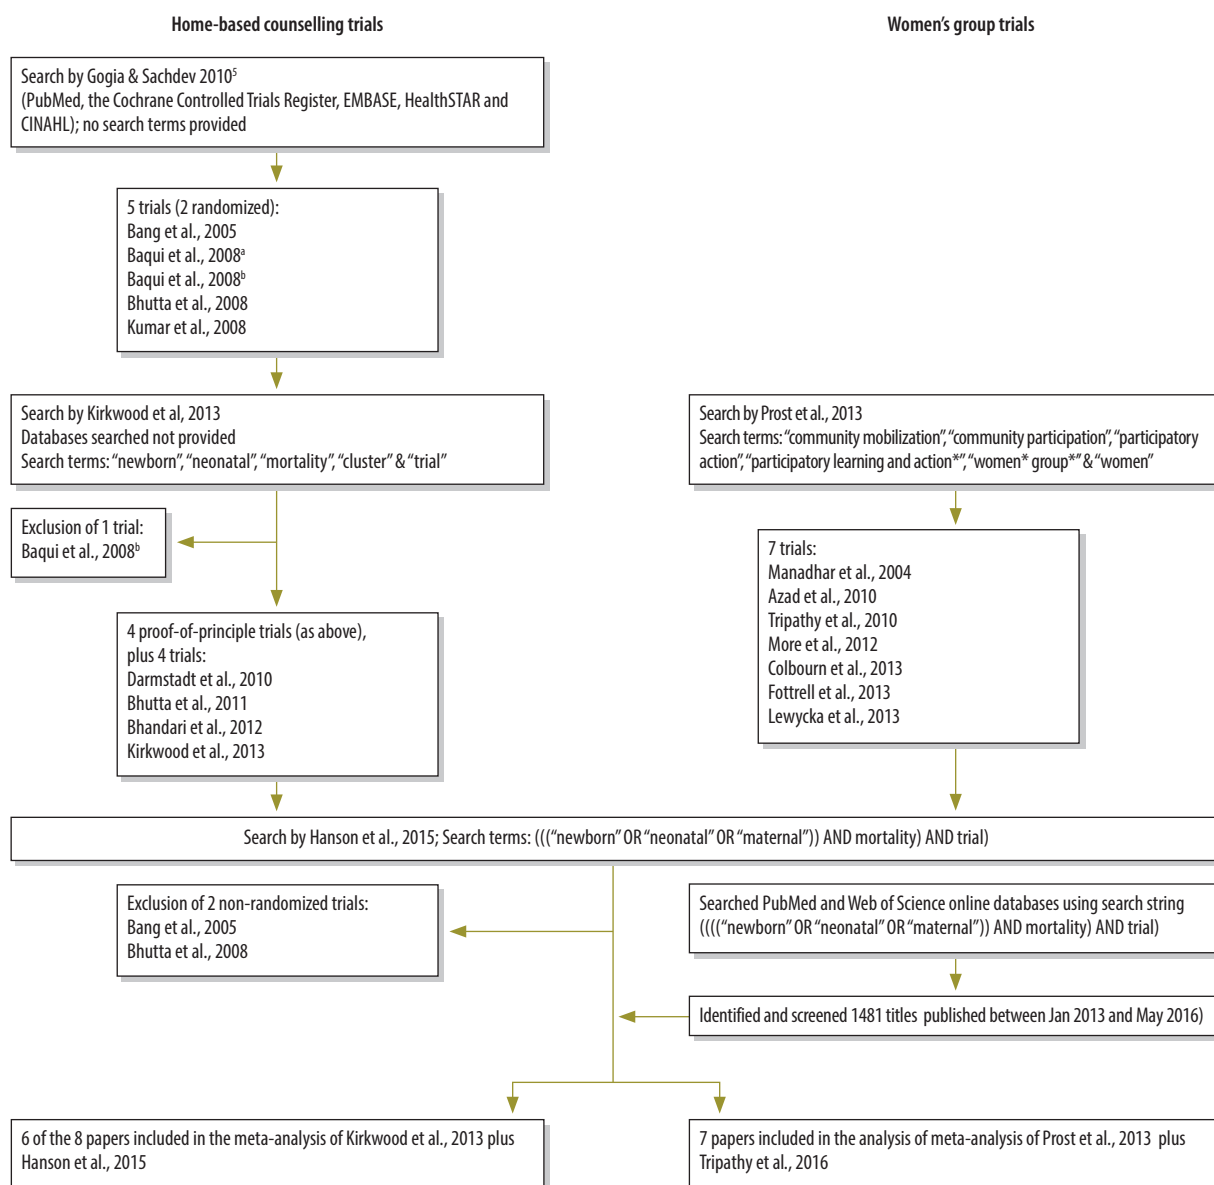 Home-based counselling trials
Women’s group trials
Search by Gogia & Sachdev 2010⁵
(PubMed, the Cochrane Controlled Trials Register, EMBASE, HealthSTAR and
CINAHL); no search terms provided
5 trials (2 randomized):
Bang et al., 2005
Baqui et al., 2008ᵃ
Baqui et al., 2008ᵇ
Bhutta et al., 2008
Kumar et al., 2008
Search by Kirkwood et al, 2013
Databases searched not provided
Search terms: “newborn”, “neonatal”, “mortality”, “cluster” & “trial”
Search by Prost et al., 2013
Search terms: “community mobilization”, “community participation”, “participatory
action”, “participatory learning and action*”, “women* group*” & “women”
Exclusion of 1 trial:
Baqui et al., 2008ᵇ
7 trials:
Manadhar et al., 2004
Azad et al., 2010
Tripathy et al., 2010
More et al., 2012
Colbourn et al., 2013
Fottrell et al., 2013
Lewycka et al., 2013
4 proof-of-principle trials (as above),
plus 4 trials:
Darmstadt et al., 2010
Bhutta et al., 2011
Bhandari et al., 2012
Kirkwood et al., 2013
Search by Hanson et al., 2015; Search terms: (((“newborn” OR “neonatal” OR “maternal”)) AND mortality) AND trial)
Exclusion of 2 non-randomized trials:
Bang et al., 2005
Bhutta et al., 2008
Searched PubMed and Web of Science online databases using search string
((((“newborn” OR “neonatal” OR “maternal”)) AND mortality) AND trial)
Identified and screened 1481 titles published between Jan 2013 and May 2016)
6 of the 8 papers included in the meta-analysis of Kirkwood et al., 2013 plus
Hanson et al., 2015
7 papers included in the analysis of meta-analysis of Prost et al., 2013 plus
Tripathy et al., 2016